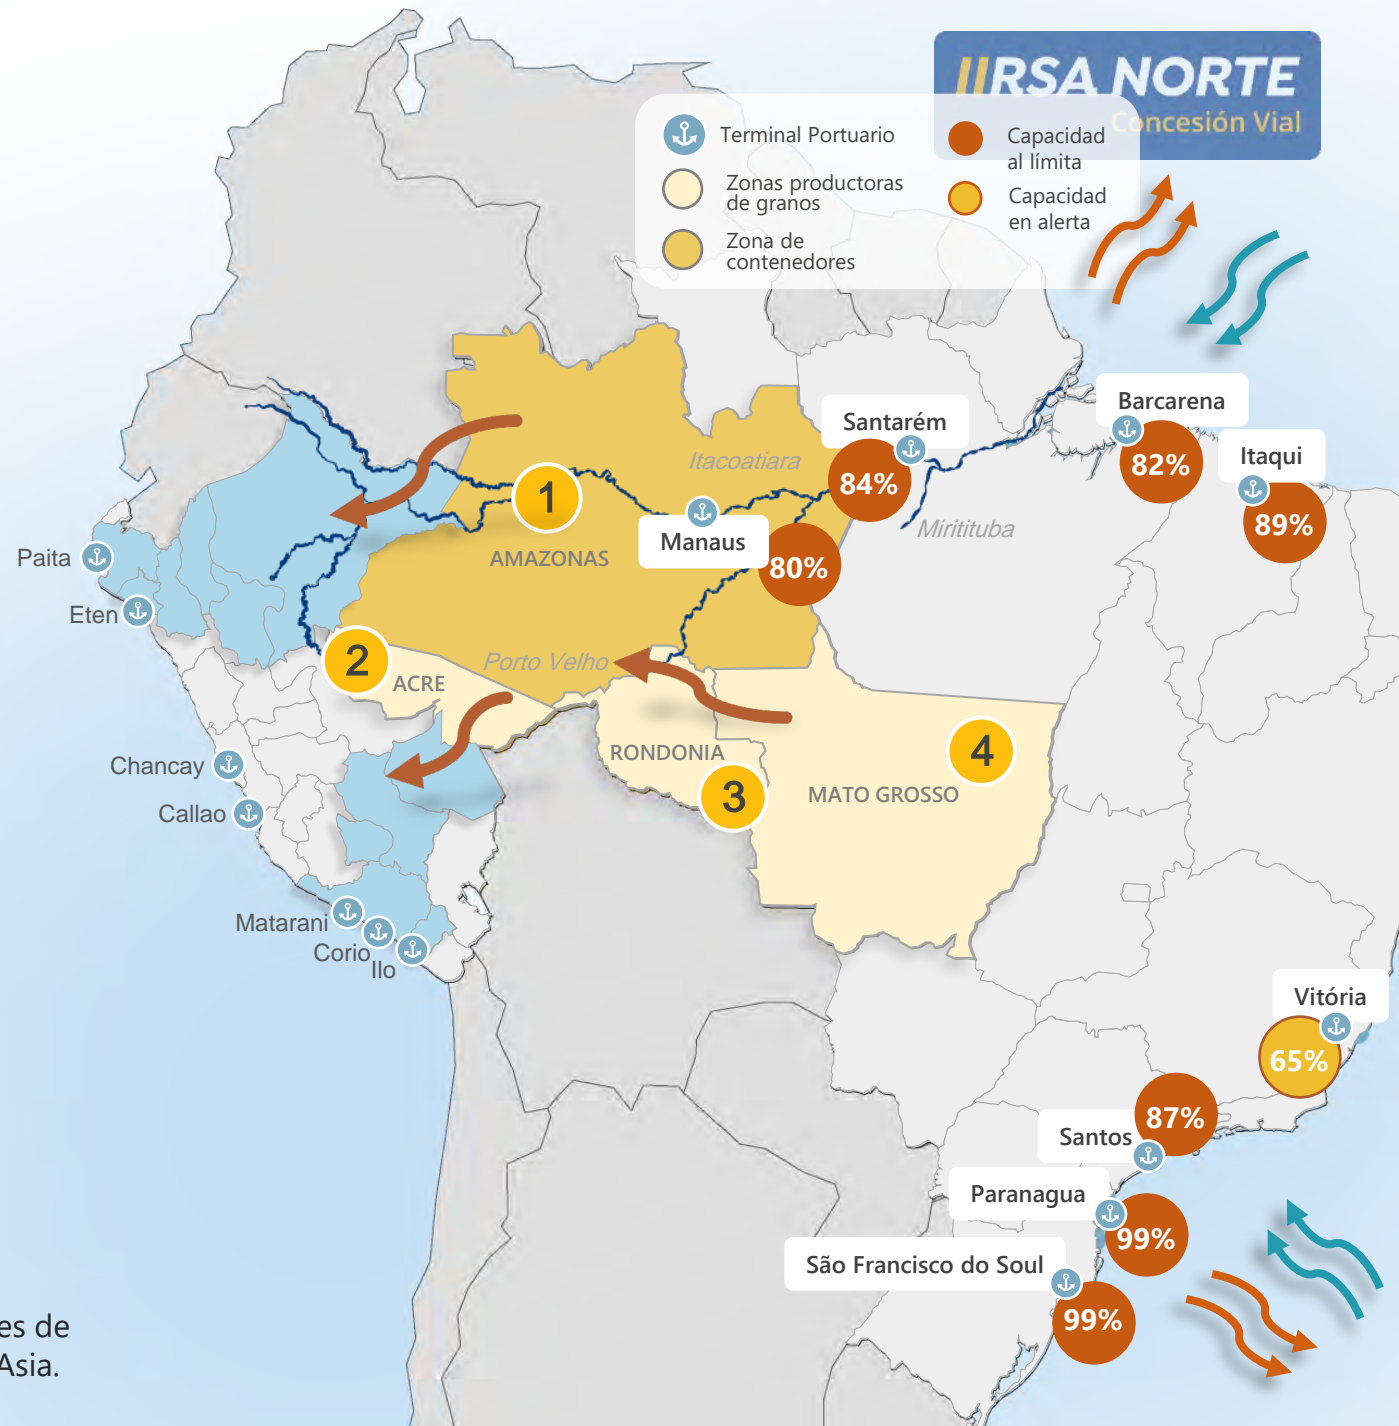 IIRSA NORTE
Concesión Vial
Terminal Portuario
Zonas productoras
de granos
Zona de
contenedores
Capacidad
al límita
Capacidad
en alerta
Barcarena
82%
Itaqui
89%
Santarém
84%
Itacoatiara
Miritituba
Manaus
80%
1
AMAZONAS
Paita
Eten
2
ACRE
Porto Velho
RONDONIA
3
4
MATO GROSSO
Chancay
Callao
Matarani
Corio
Ilo
Vitória
65%
Santos
87%
Paranagua
99%
São Francisco do Soul
99%
es de
Asia.